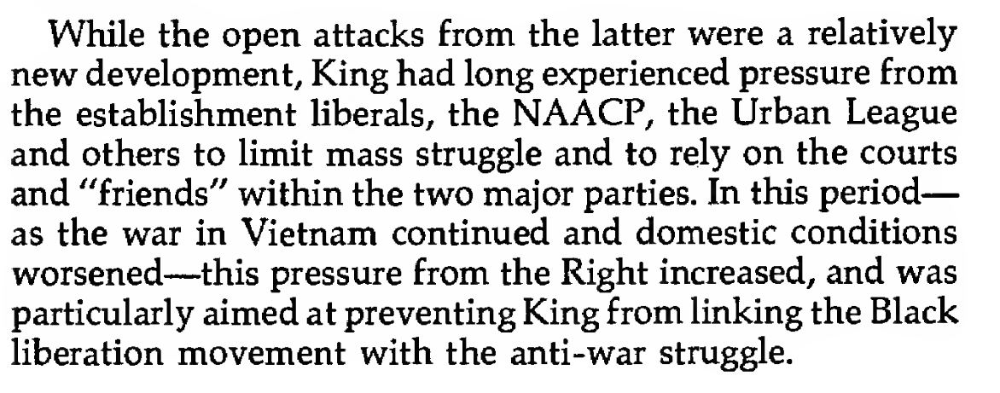 While the open attacks from the latter were a relatively
new development, King had long experienced pressure from
the establishment liberals, the NAACP, the Urban League
and others to limit mass struggle and to rely on the courts
and "friends" within the two major parties. In this period—
as the war in Vietnam continued and domestic conditions
worsened—this pressure from the Right increased, and was
particularly aimed at preventing King from linking the Black
liberation movement with the anti-war struggle.